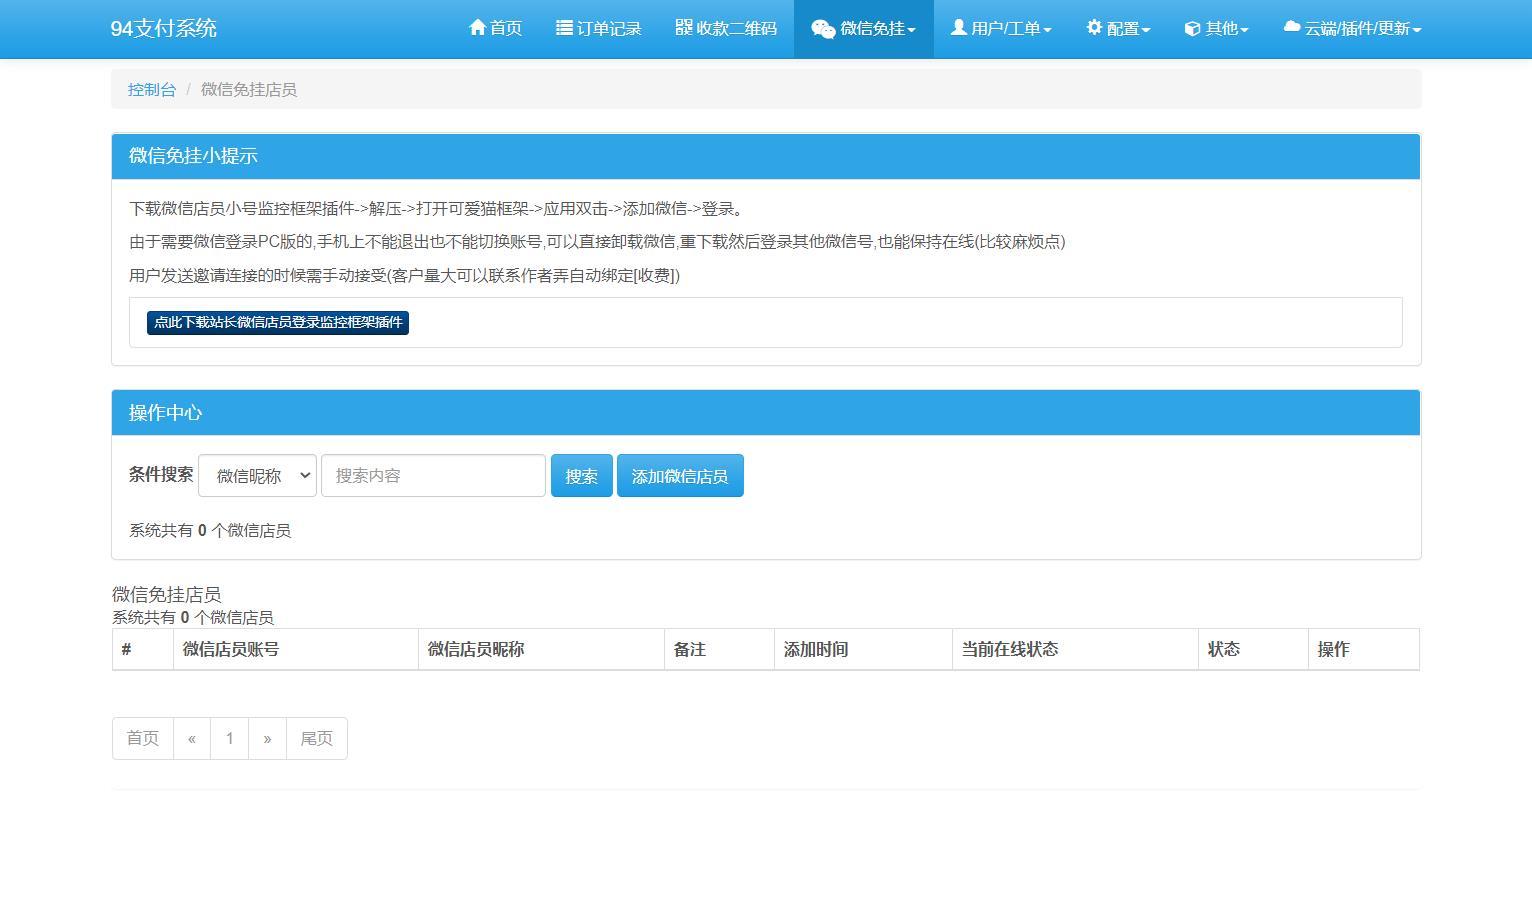 94支付系统
首页
订单记录
收款二维码
微信免挂
用户/工单
配置
其他
云端/插件/更新
控制台 / 微信免挂店员
微信免挂小提示
下载微信店员小号监控框架插件->解压->打开可爱猫框架->应用双击->添加微信->登录。
由于需要微信登录PC版的,手机上不能退出也不能切换账号,可以直接卸载微信,重下载然后登录其他微信号,也能保持在线(比较麻烦点)
用户发送邀请连接的时候需手动接受(客户量大可以联系作者弄自动绑定[收费])
点此下载站长微信店员登录监控框架插件
操作中心
条件搜索 微信昵称 搜索内容 搜索 添加微信店员
系统共有 0 个微信店员
微信免挂店员
系统共有 0 个微信店员
# 微信店员账号 微信店员昵称 备注 添加时间 当前在线状态 状态 操作
首页 « 1 » 尾页